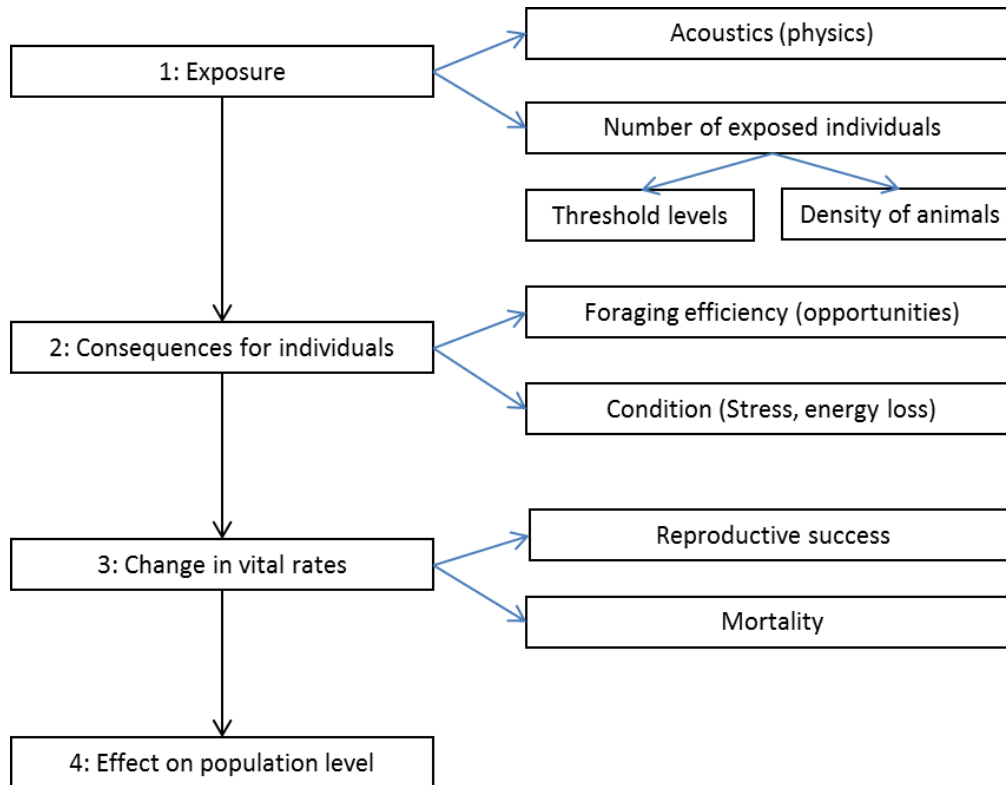 Acoustics (physics)
1: Exposure
Number of exposed individuals
Threshold levels
Density of animals
Foraging efficiency (opportunities)
2: Consequences for individuals
Condition (Stress, energy loss)
Reproductive success
3: Change in vital rates
Mortality
4: Effect on population level